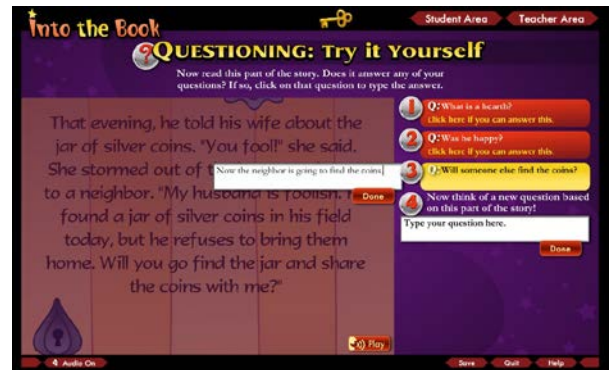 into the Book
Student Area
Teacher Area
?QUESTIONING: Try it Yourself
Now read this part of the story. Does it answer any of your
questions? If so, click on that question to type the answer.
That evening, he told his wife about the
jar of silver coins. "You fool!" she said.
She stormed out of t
to a neighbor. "My husband is foolish.
found a jar of silver coins in his field
today, but he refuses to bring them
home. Will you go find the jar and share
the coins with me?"
Now the neighbor is going to find the coins
Done
1 Q: What is a hearth?
Click here if you can answer this.
2 Q: Was he happy?
Click here if you can answer this.
3 Q: Will someone else find the coins?
4 Now think of a new question based
on this part of the story!
Type your question here.
Done
Play
Audio On
Save
Quit
Help